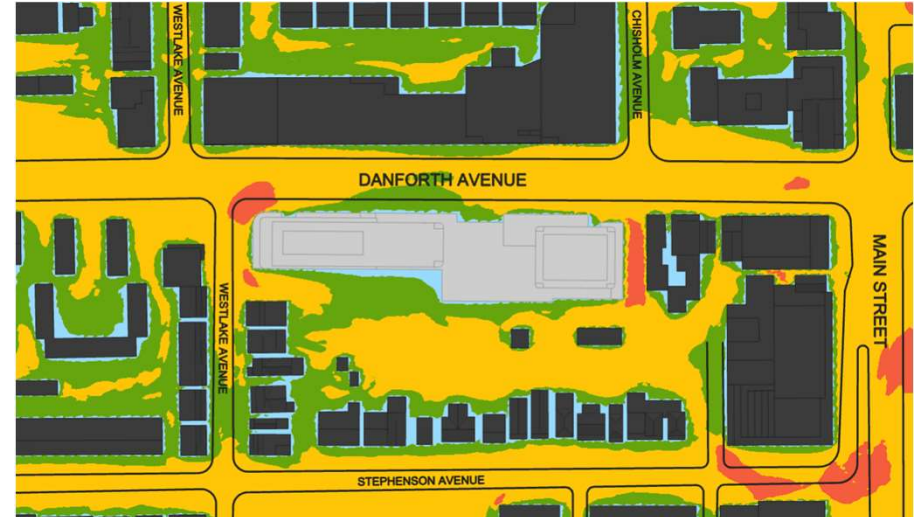 WESTLAKE AVENUE
CHISHOLM AVENUE
DANFORTH AVENUE
MAIN STREET
WESTLAKE AVENUE
STEPHENSON AVENUE